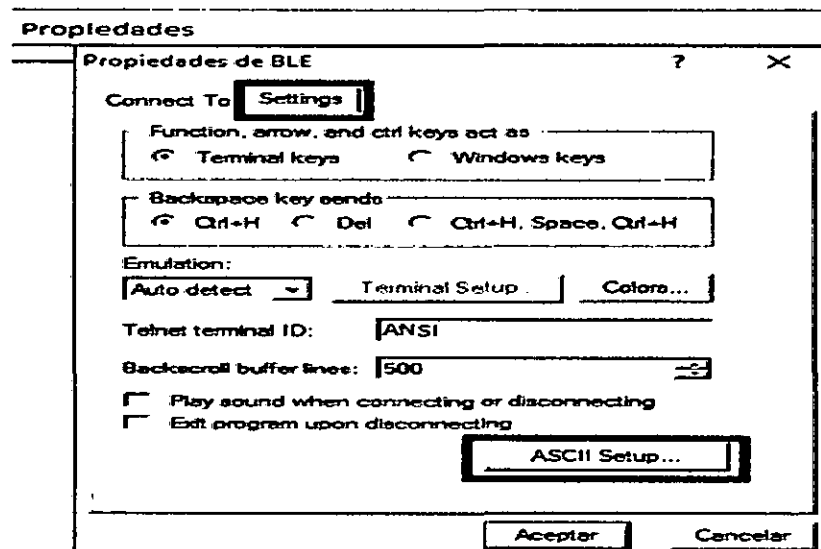 Propiedades
Propiedades de BLE ? ×
Connect To Settings
Function, arrow, and ctrl keys act as
Terminal keys Windows keys
Backspace key sends
Ctrl+H Del Ctrl+H, Space, Ctrl+H
Emulation:
Auto detect Terminal Setup Colors...
Telnet terminal ID: ANSI
Backscroll buffer lines: 500
Play sound when connecting or disconnecting
Exit program upon disconnecting
ASCII Setup...
Aceptar Cancelar